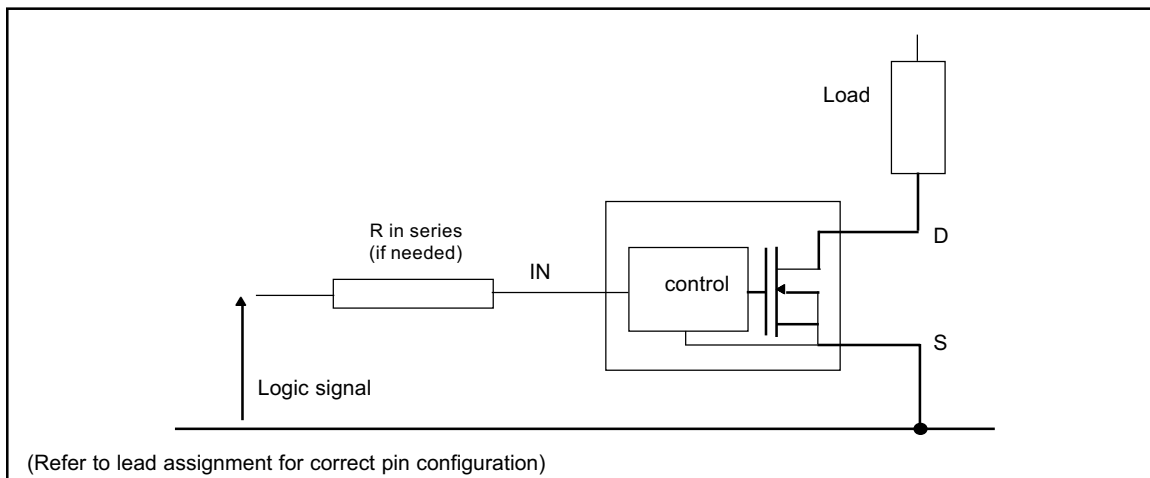 Load
R in series
(if needed)
D
IN
control
S
Logic signal
(Refer to lead assignment for correct pin configuration)